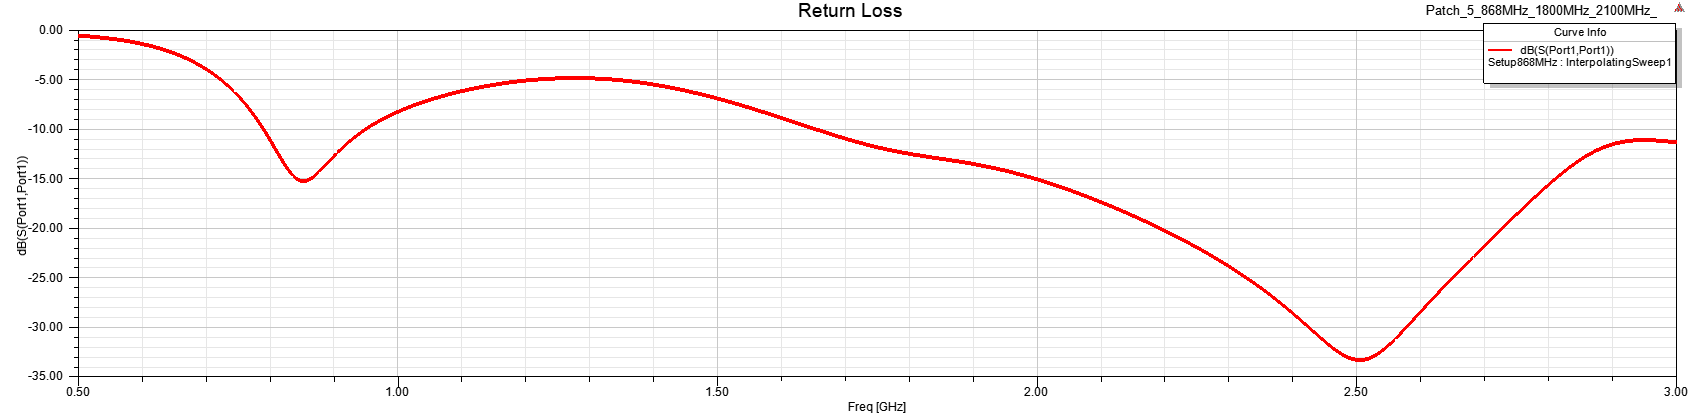 Return Loss
Patch_5_868MHz_1800MHz_2100MHz_
Curve Info
dB(S(Port1,Port1))
Setup868MHz : InterpolatingSweep1
0.00
-5.00
-10.00
-15.00
-20.00
-25.00
-30.00
-35.00
dB(S(Port1,Port1))
0.50
1.00
1.50
2.00
2.50
3.00
Freq [GHz]